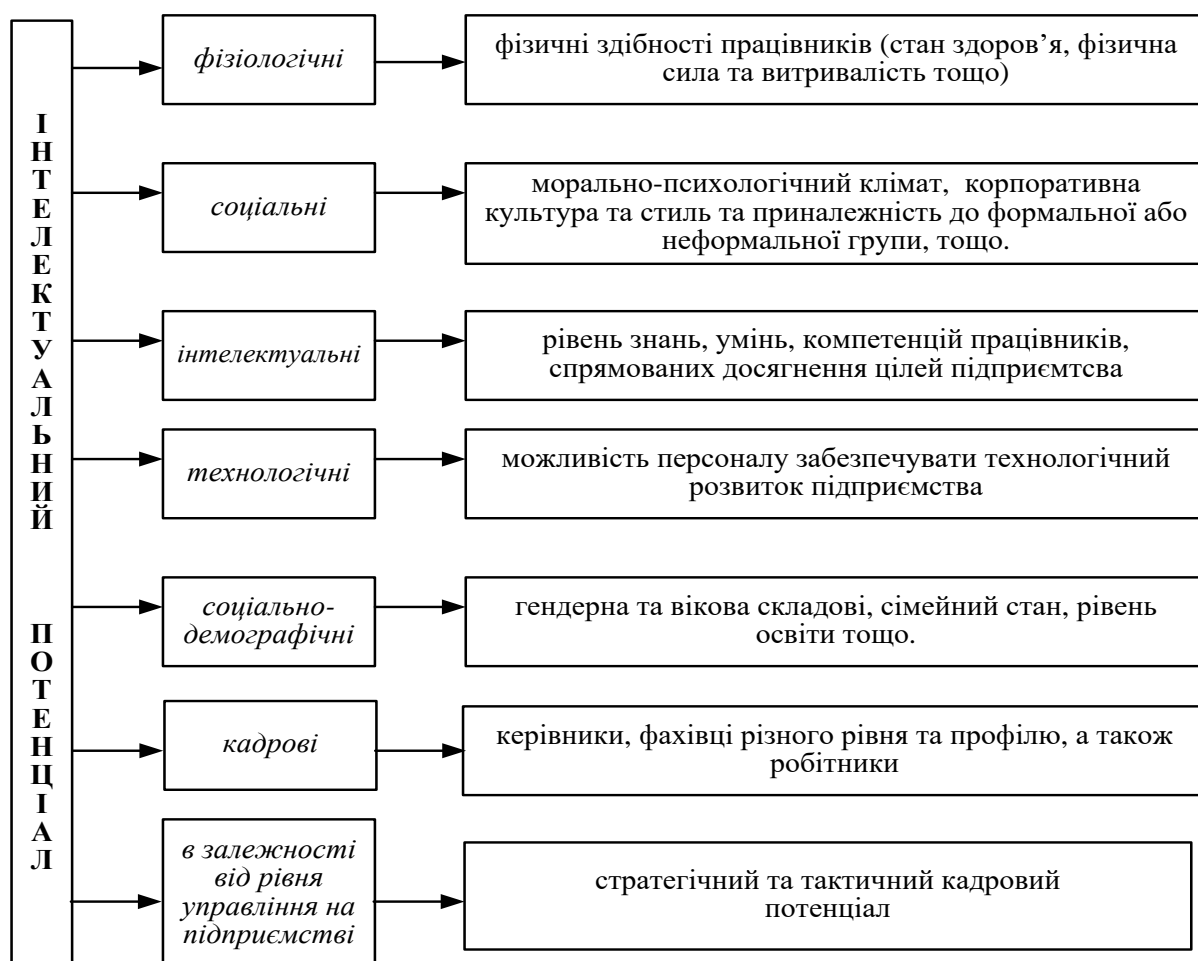 ІНТЕЛЕКТУАЛЬНИЙ ПОТЕНЦІАЛ
фізіологічні
фізичні здібності працівників (стан здоров’я, фізична
сила та витривалість тощо)
соціальні
морально-психологічний клімат, корпоративна
культура та стиль та приналежність до формальної або
неформальної групи, тощо.
інтелектуальні
рівень знань, умінь, компетенцій працівників,
спрямованих досягнення цілей підприємтсва
технологічні
можливість персоналу забезпечувати технологічний
розвиток підприємства
соціально-
демографічні
гендерна та вікова складові, сімейний стан, рівень
освіти тощо.
кадрові
керівники, фахівці різного рівня та профілю, а також
робітники
в залежності
від рівня
управління на
підприємстві
стратегічний та тактичний кадровий
потенціал